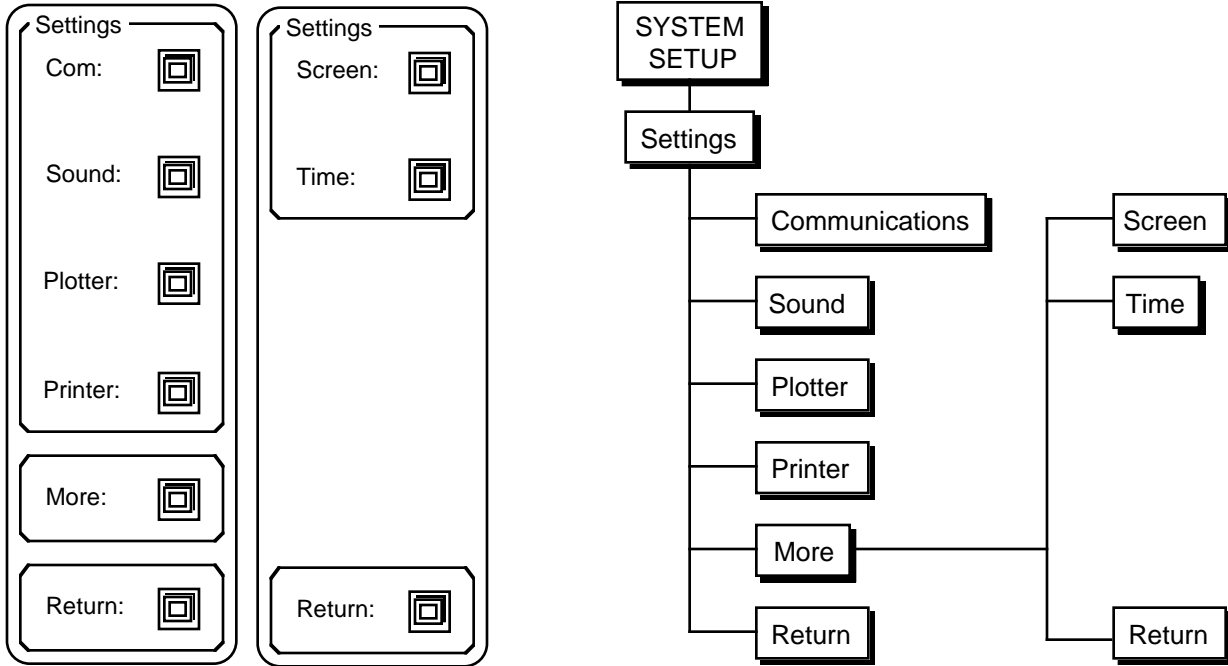 Settings
Com:
Sound:
Plotter:
Printer:
More:
Return:
Settings
Screen:
Time:
Return:
SYSTEM
SETUP
Settings
Communications
Sound
Plotter
Printer
More
Return
Screen
Time
Return